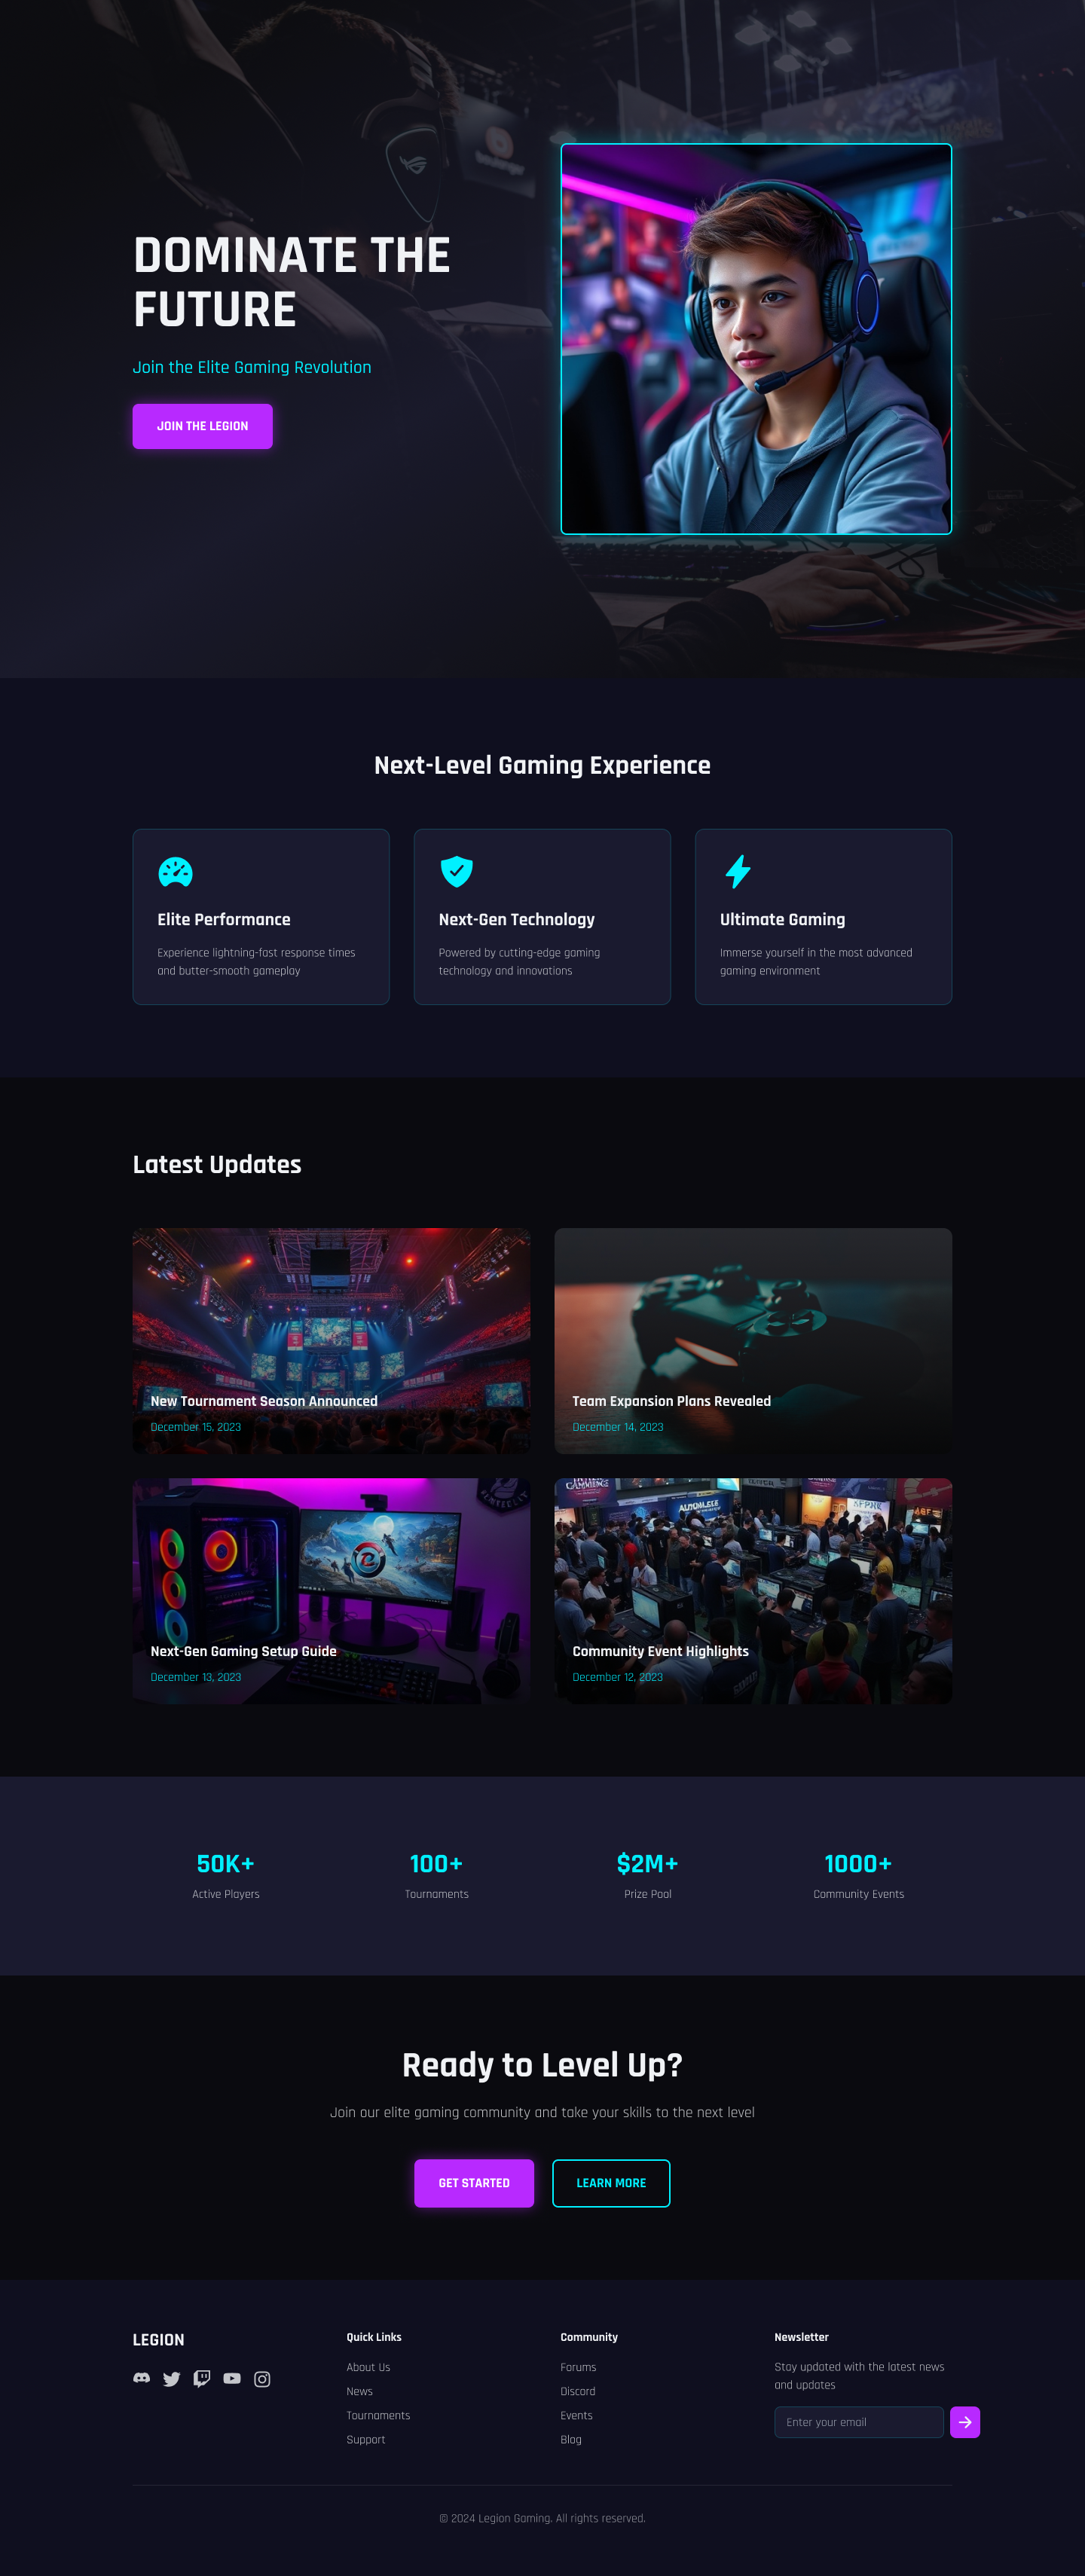 DOMINATE THE
FUTURE
Join the Elite Gaming Revolution
JOIN THE LEGION
Next-Level Gaming Experience
Elite Performance
Experience lightning-fast response times
and butter-smooth gameplay
Next-Gen Technology
Powered by cutting-edge gaming
technology and innovations
Ultimate Gaming
Immerse yourself in the most advanced
gaming environment
Latest Updates
New Tournament Season Announced
December 15, 2023
Team Expansion Plans Revealed
December 14, 2023
Next-Gen Gaming Setup Guide
December 13, 2023
Community Event Highlights
December 12, 2023
50K+
Active Players
100+
Tournaments
$2M+
Prize Pool
1000+
Community Events
Ready to Level Up?
Join our elite gaming community and take your skills to the next level
GET STARTED
LEARN MORE
LEGION
Quick Links
About Us
News
Tournaments
Support
Community
Forums
Discord
Events
Blog
Newsletter
Stay updated with the latest news
and updates
Enter your email
© 2024 Legion Gaming. All rights reserved.